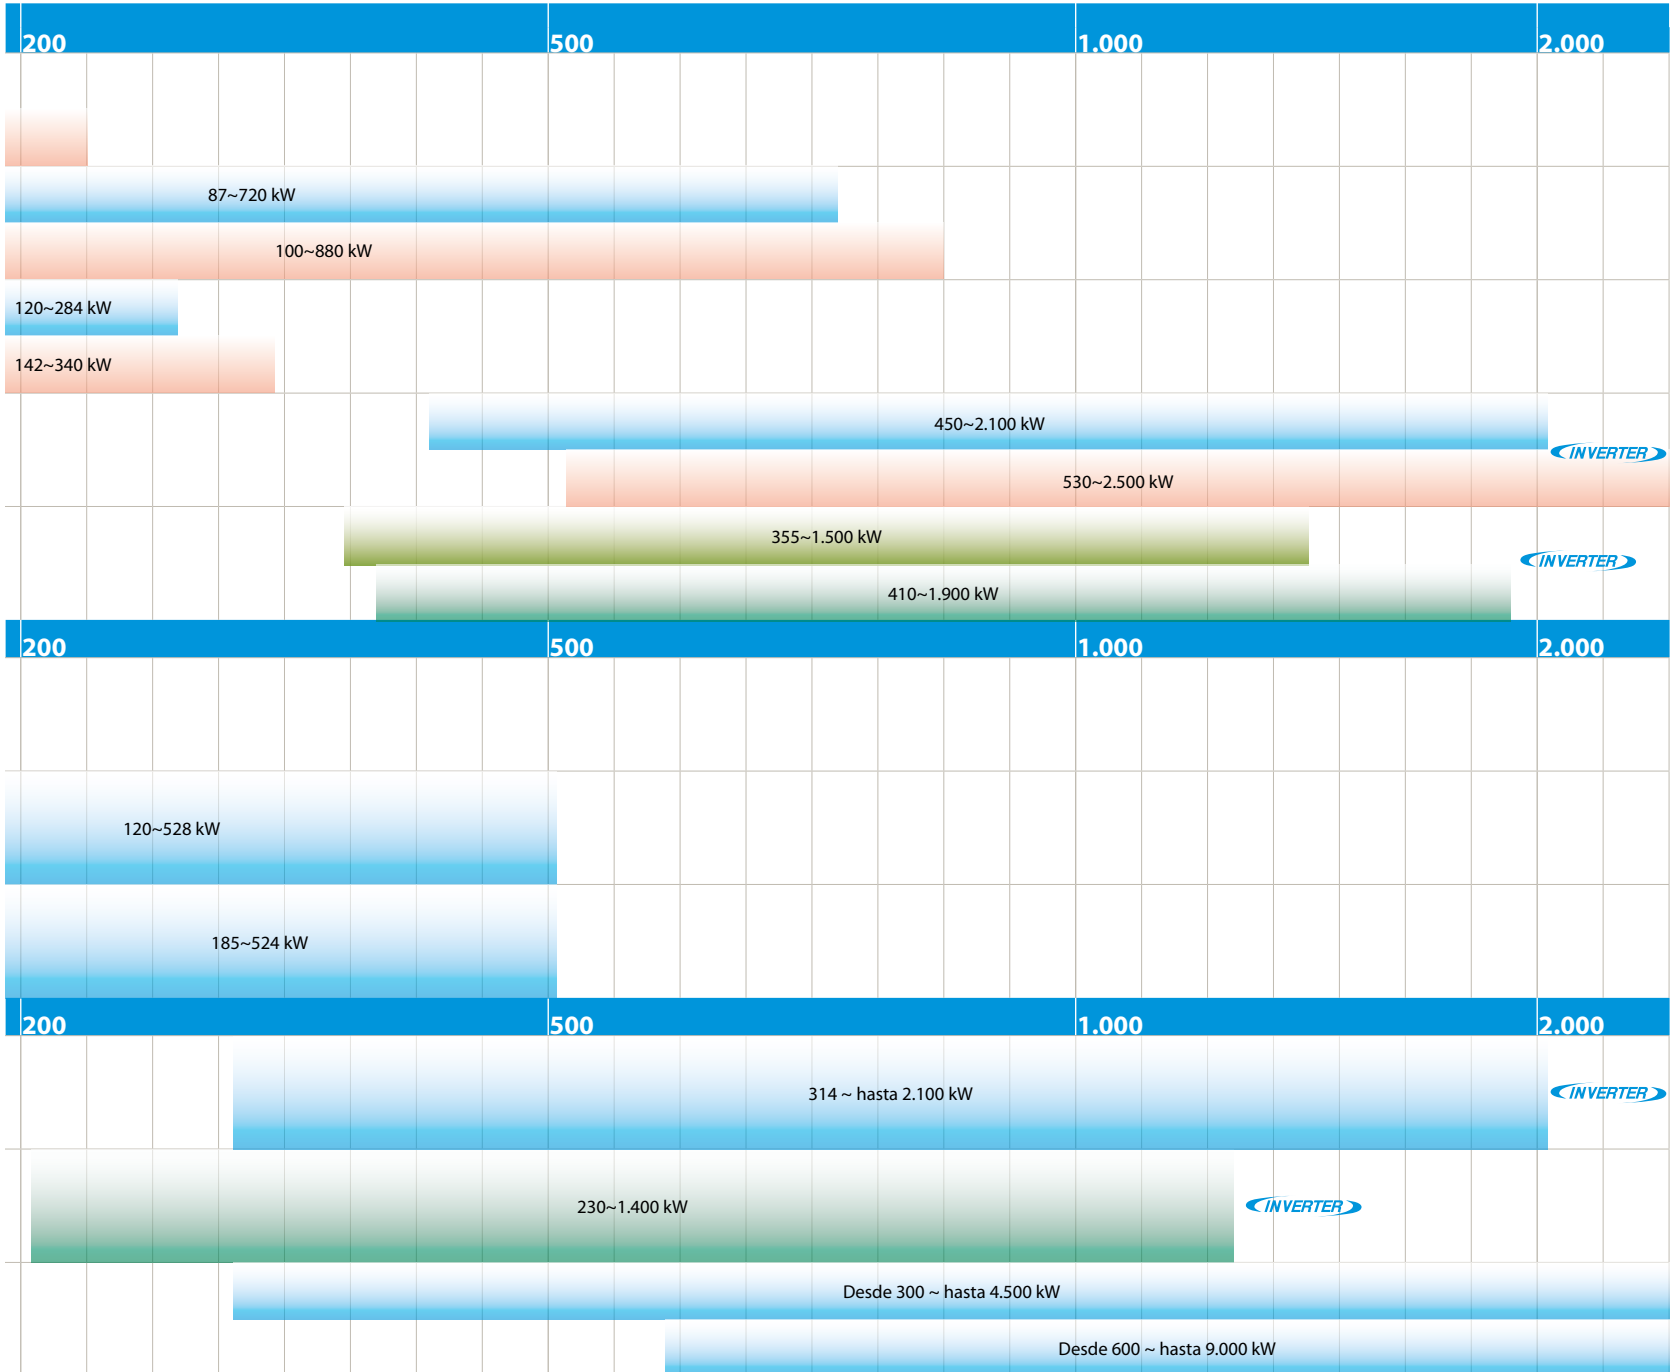 200 500 1.000 2.000
87~720 kW
100~880 kW
120~284 kW
142~340 kW
450~2.100 kW
INVERTER
530~2.500 kW
355~1.500 kW
INVERTER
410~1.900 kW
200 500 1.000 2.000
120~528 kW
185~524 kW
200 500 1.000 2.000
314 ~ hasta 2.100 kW
INVERTER
230~1.400 kW
INVERTER
Desde 300 ~ hasta 4.500 kW
Desde 600 ~ hasta 9.000 kW